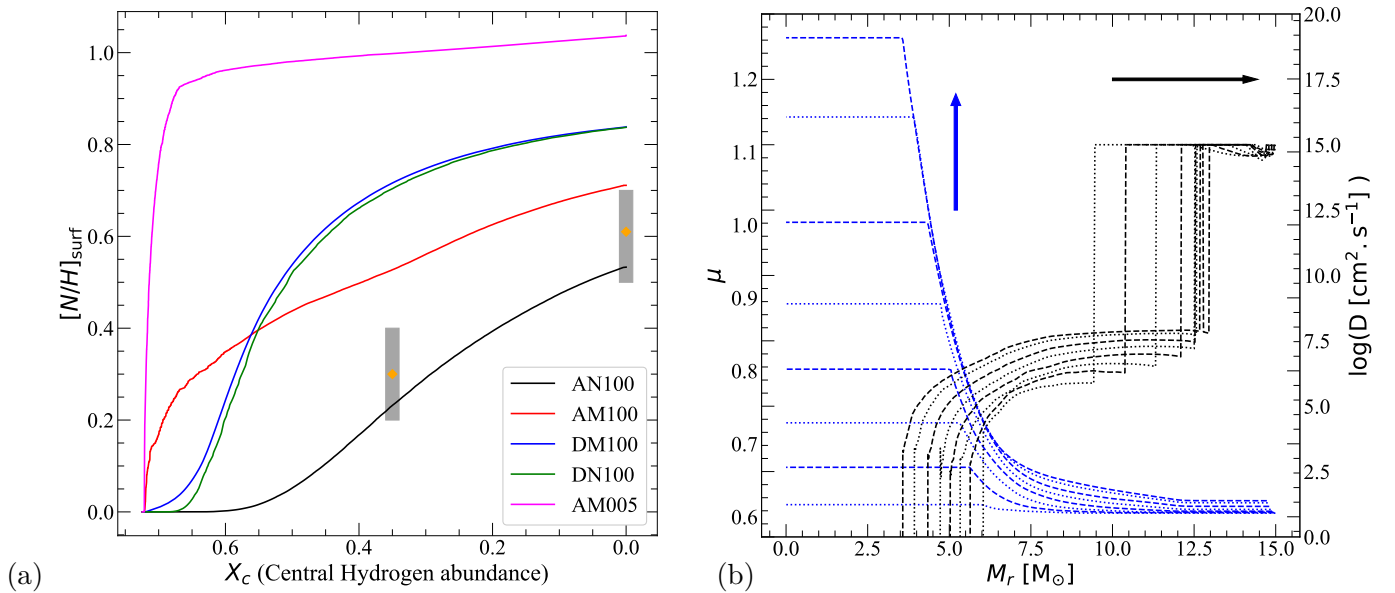 1.0
0.8
0.6
0.4
0.2
0.0
[N/H]surf
AN100
AM100
DM100
DN100
AM005
0.6 0.4 0.2 0.0
Xc (Central Hydrogen abundance)
(a)
1.2
1.1
1.0
0.9
0.8
0.7
0.6
μ
20.0
17.5
15.0
12.5
10.0
7.5
5.0
2.5
0.0
log(D [cm². s⁻¹] )
0.0 2.5 5.0 7.5 10.0 12.5 15.0
Mr [M⊙]
(b)